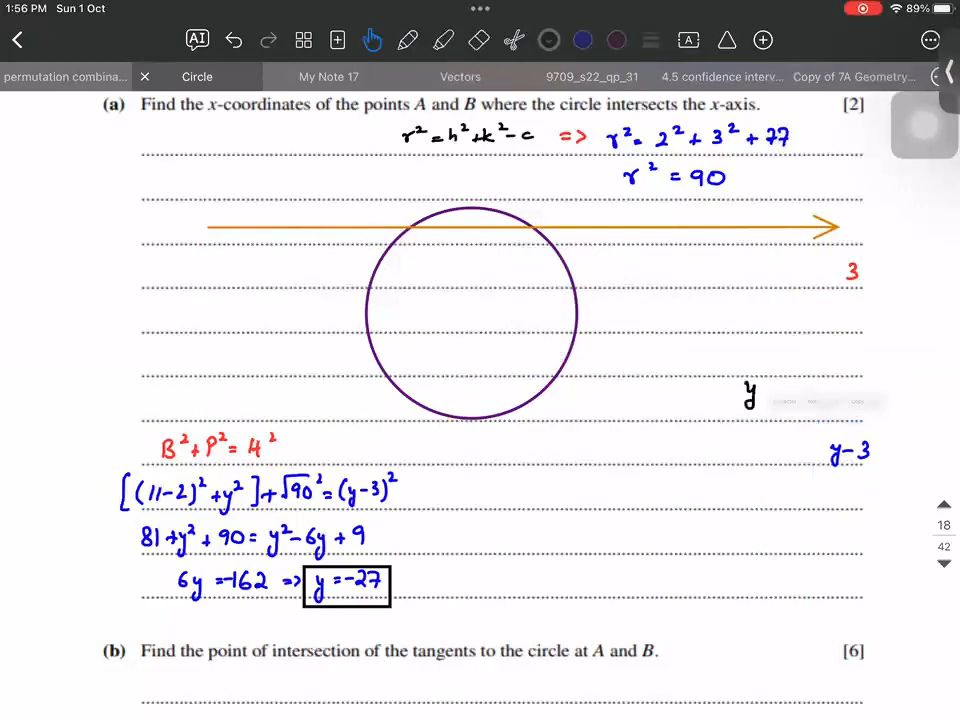 1:56 PM Sun 1 Oct
89%
AI
A
permutation combina...
Circle
My Note 17
Vectors
9709_s22_qp_31
4.5 confidence interv...
Copy of 7A Geometry...
(a) Find the x-coordinates of the points A and B where the circle intersects the x-axis. [2]
r² = h² + k² - c => r² = 2² + 3² + 77
r² = 90
3
y
B² + P² = H²
y-3
[(11-2)² + y²] + √90² = (y-3)²
81 + y² + 90 = y² - 6y + 9
18
6y = -162 => y = -27
42
(b) Find the point of intersection of the tangents to the circle at A and B. [6]